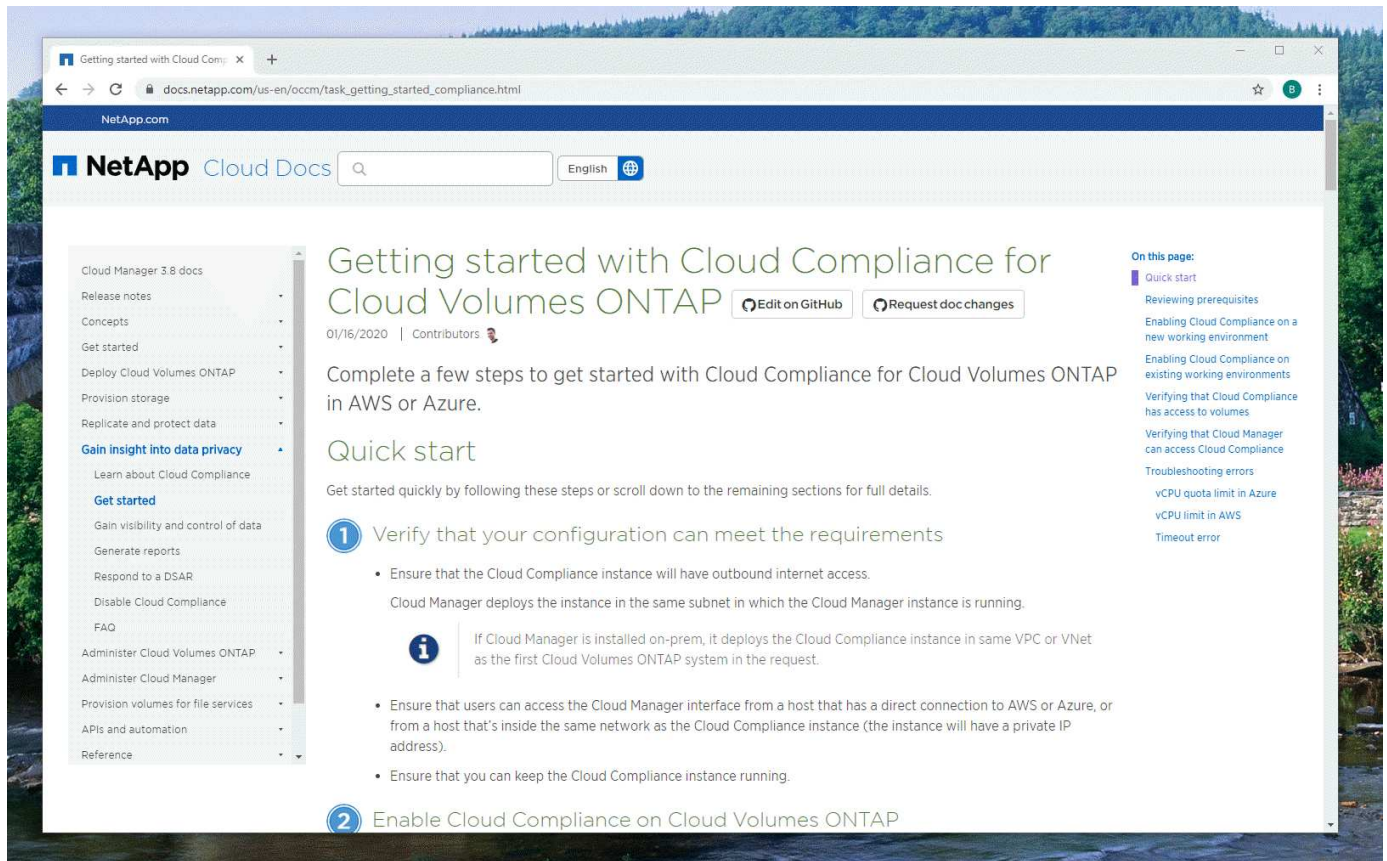 Getting started with Cloud Comp
docs.netapp.com/us-en/occm/task_getting_started_compliance.html
B
NetApp.com
NetApp Cloud Docs
English
Cloud Manager 3.8 docs
Release notes
Concepts
Get started
Deploy Cloud Volumes ONTAP
Provision storage
Replicate and protect data
Gain insight into data privacy
Learn about Cloud Compliance
Get started
Gain visibility and control of data
Generate reports
Respond to a DSAR
Disable Cloud Compliance
FAQ
Administer Cloud Volumes ONTAP
Administer Cloud Manager
Provision volumes for file services
APIs and automation
Reference
Getting started with Cloud Compliance for
Cloud Volumes ONTAP Edit on GitHub Request doc changes
01/16/2020 | Contributors
Complete a few steps to get started with Cloud Compliance for Cloud Volumes ONTAP
in AWS or Azure.
Quick start
Get started quickly by following these steps or scroll down to the remaining sections for full details.
1 Verify that your configuration can meet the requirements
• Ensure that the Cloud Compliance instance will have outbound internet access.
Cloud Manager deploys the instance in the same subnet in which the Cloud Manager instance is running.
If Cloud Manager is installed on-prem, it deploys the Cloud Compliance instance in same VPC or VNet
as the first Cloud Volumes ONTAP system in the request.
• Ensure that users can access the Cloud Manager interface from a host that has a direct connection to AWS or Azure, or
from a host that's inside the same network as the Cloud Compliance instance (the instance will have a private IP
address).
• Ensure that you can keep the Cloud Compliance instance running.
2 Enable Cloud Compliance on Cloud Volumes ONTAP
On this page:
Quick start
Reviewing prerequisites
Enabling Cloud Compliance on a
new working environment
Enabling Cloud Compliance on
existing working environments
Verifying that Cloud Compliance
has access to volumes
Verifying that Cloud Manager
can access Cloud Compliance
Troubleshooting errors
vCPU quota limit in Azure
vCPU limit in AWS
Timeout error